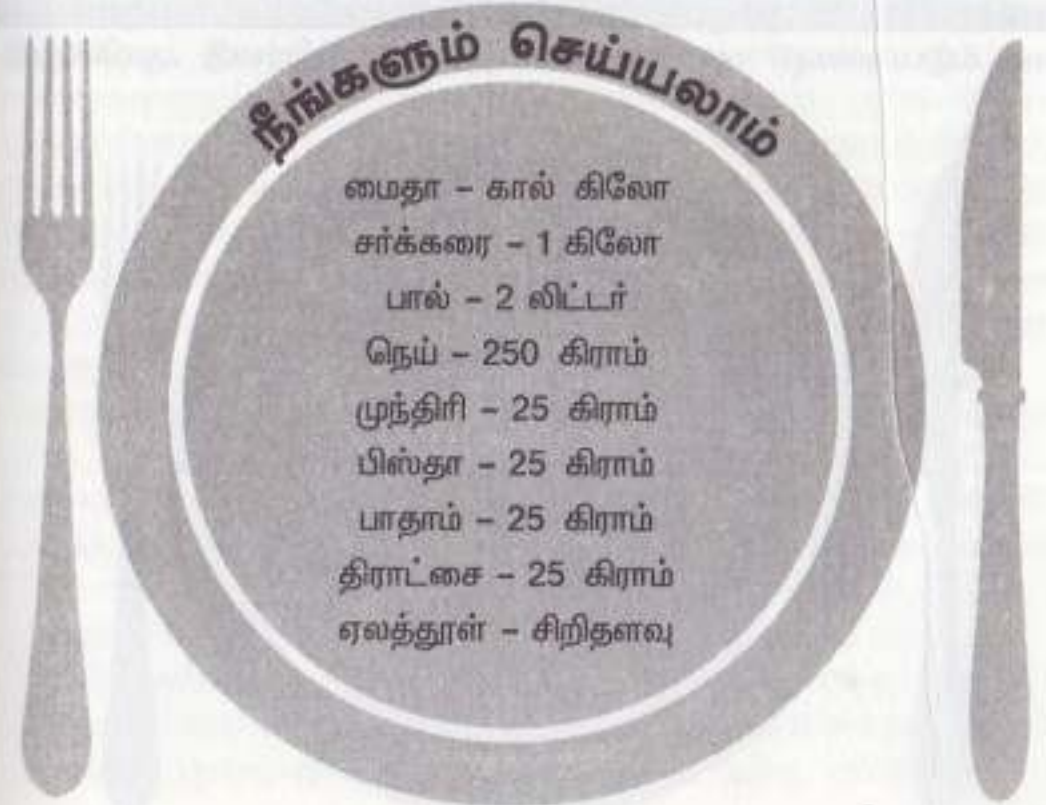 நீங்களும் செய்யலாம்
மைதா – கால் கிலோ
சர்க்கரை – 1 கிலோ
பால் – 2 லிட்டர்
நெய் – 250 கிராம்
முந்திரி – 25 கிராம்
பிஸ்தா – 25 கிராம்
பாதாம் – 25 கிராம்
திராட்சை – 25 கிராம்
ஏலத்தூள் – சிறிதளவு